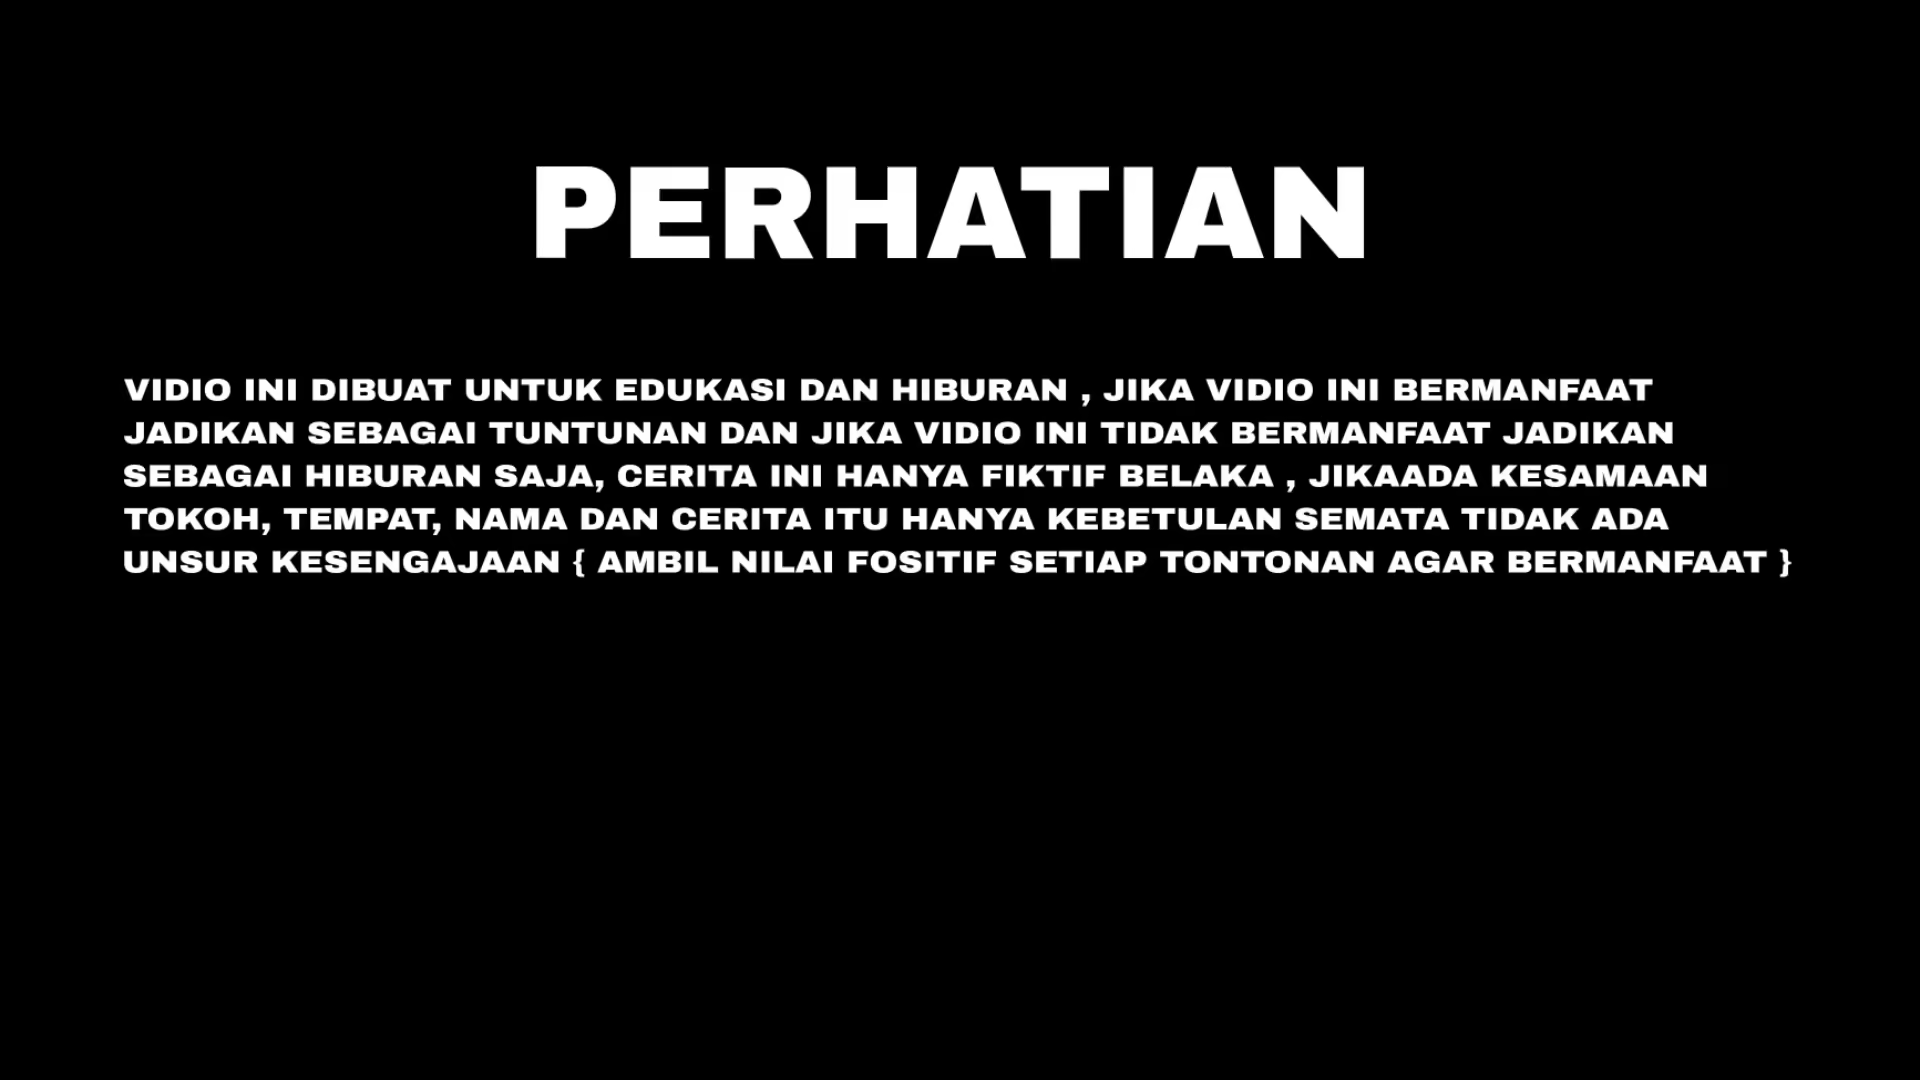 PERHATIAN
VIDIO INI DIBUAT UNTUK EDUKASI DAN HIBURAN , JIKA VIDIO INI BERMANFAAT
JADIKAN SEBAGAI TUNTUNAN DAN JIKA VIDIO INI TIDAK BERMANFAAT JADIKAN
SEBAGAI HIBURAN SAJA, CERITA INI HANYA FIKTIF BELAKA , JIKAADA KESAMAAN
TOKOH, TEMPAT, NAMA DAN CERITA ITU HANYA KEBETULAN SEMATA TIDAK ADA
UNSUR KESENGAJAAN { AMBIL NILAI FOSITIF SETIAP TONTONAN AGAR BERMANFAAT }